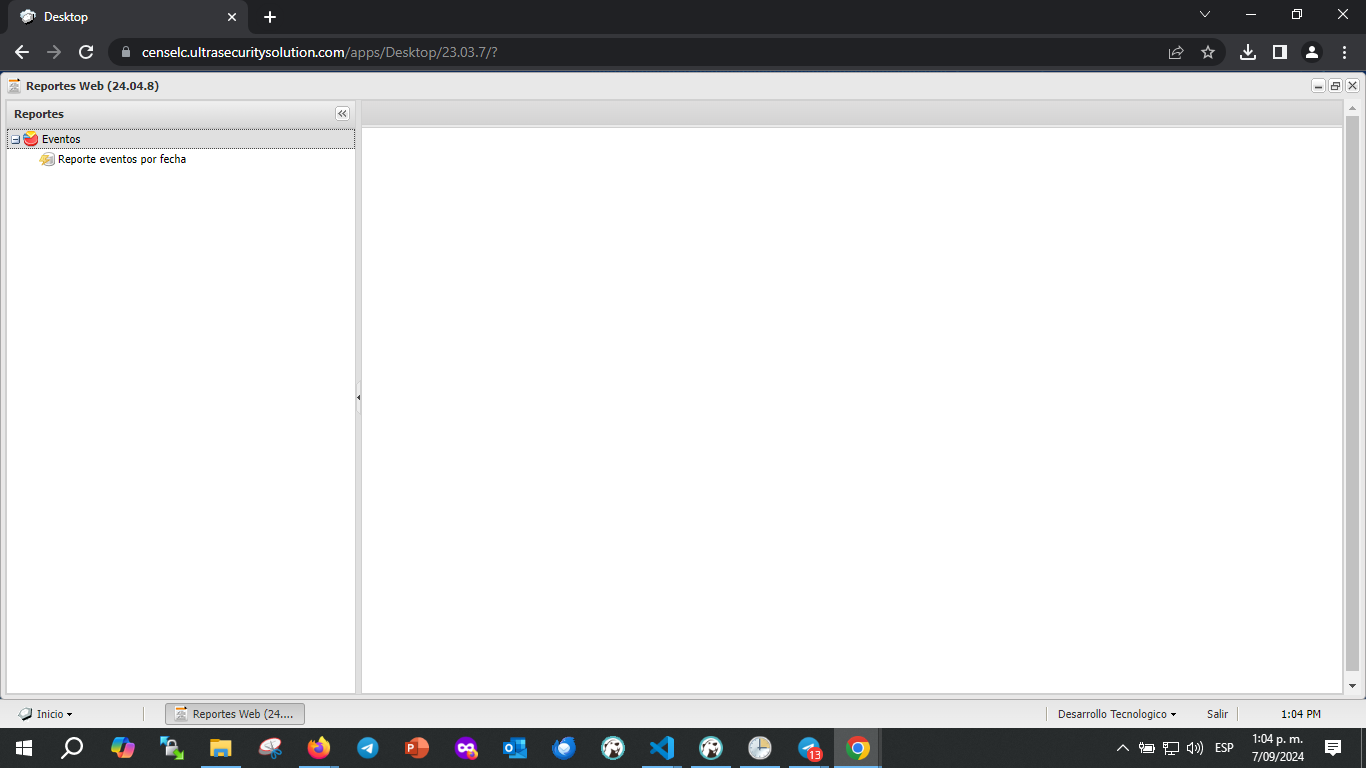 Desktop
censelc.ultrasecuritysolution.com/apps/Desktop/23.03.7/?
Reportes Web (24.04.8)
Reportes
Eventos
Reporte eventos por fecha
Inicio
Reportes Web (24....
Desarrollo Tecnologico
Salir
1:04 PM
13
ESP
1:04 p. m.
7/09/2024